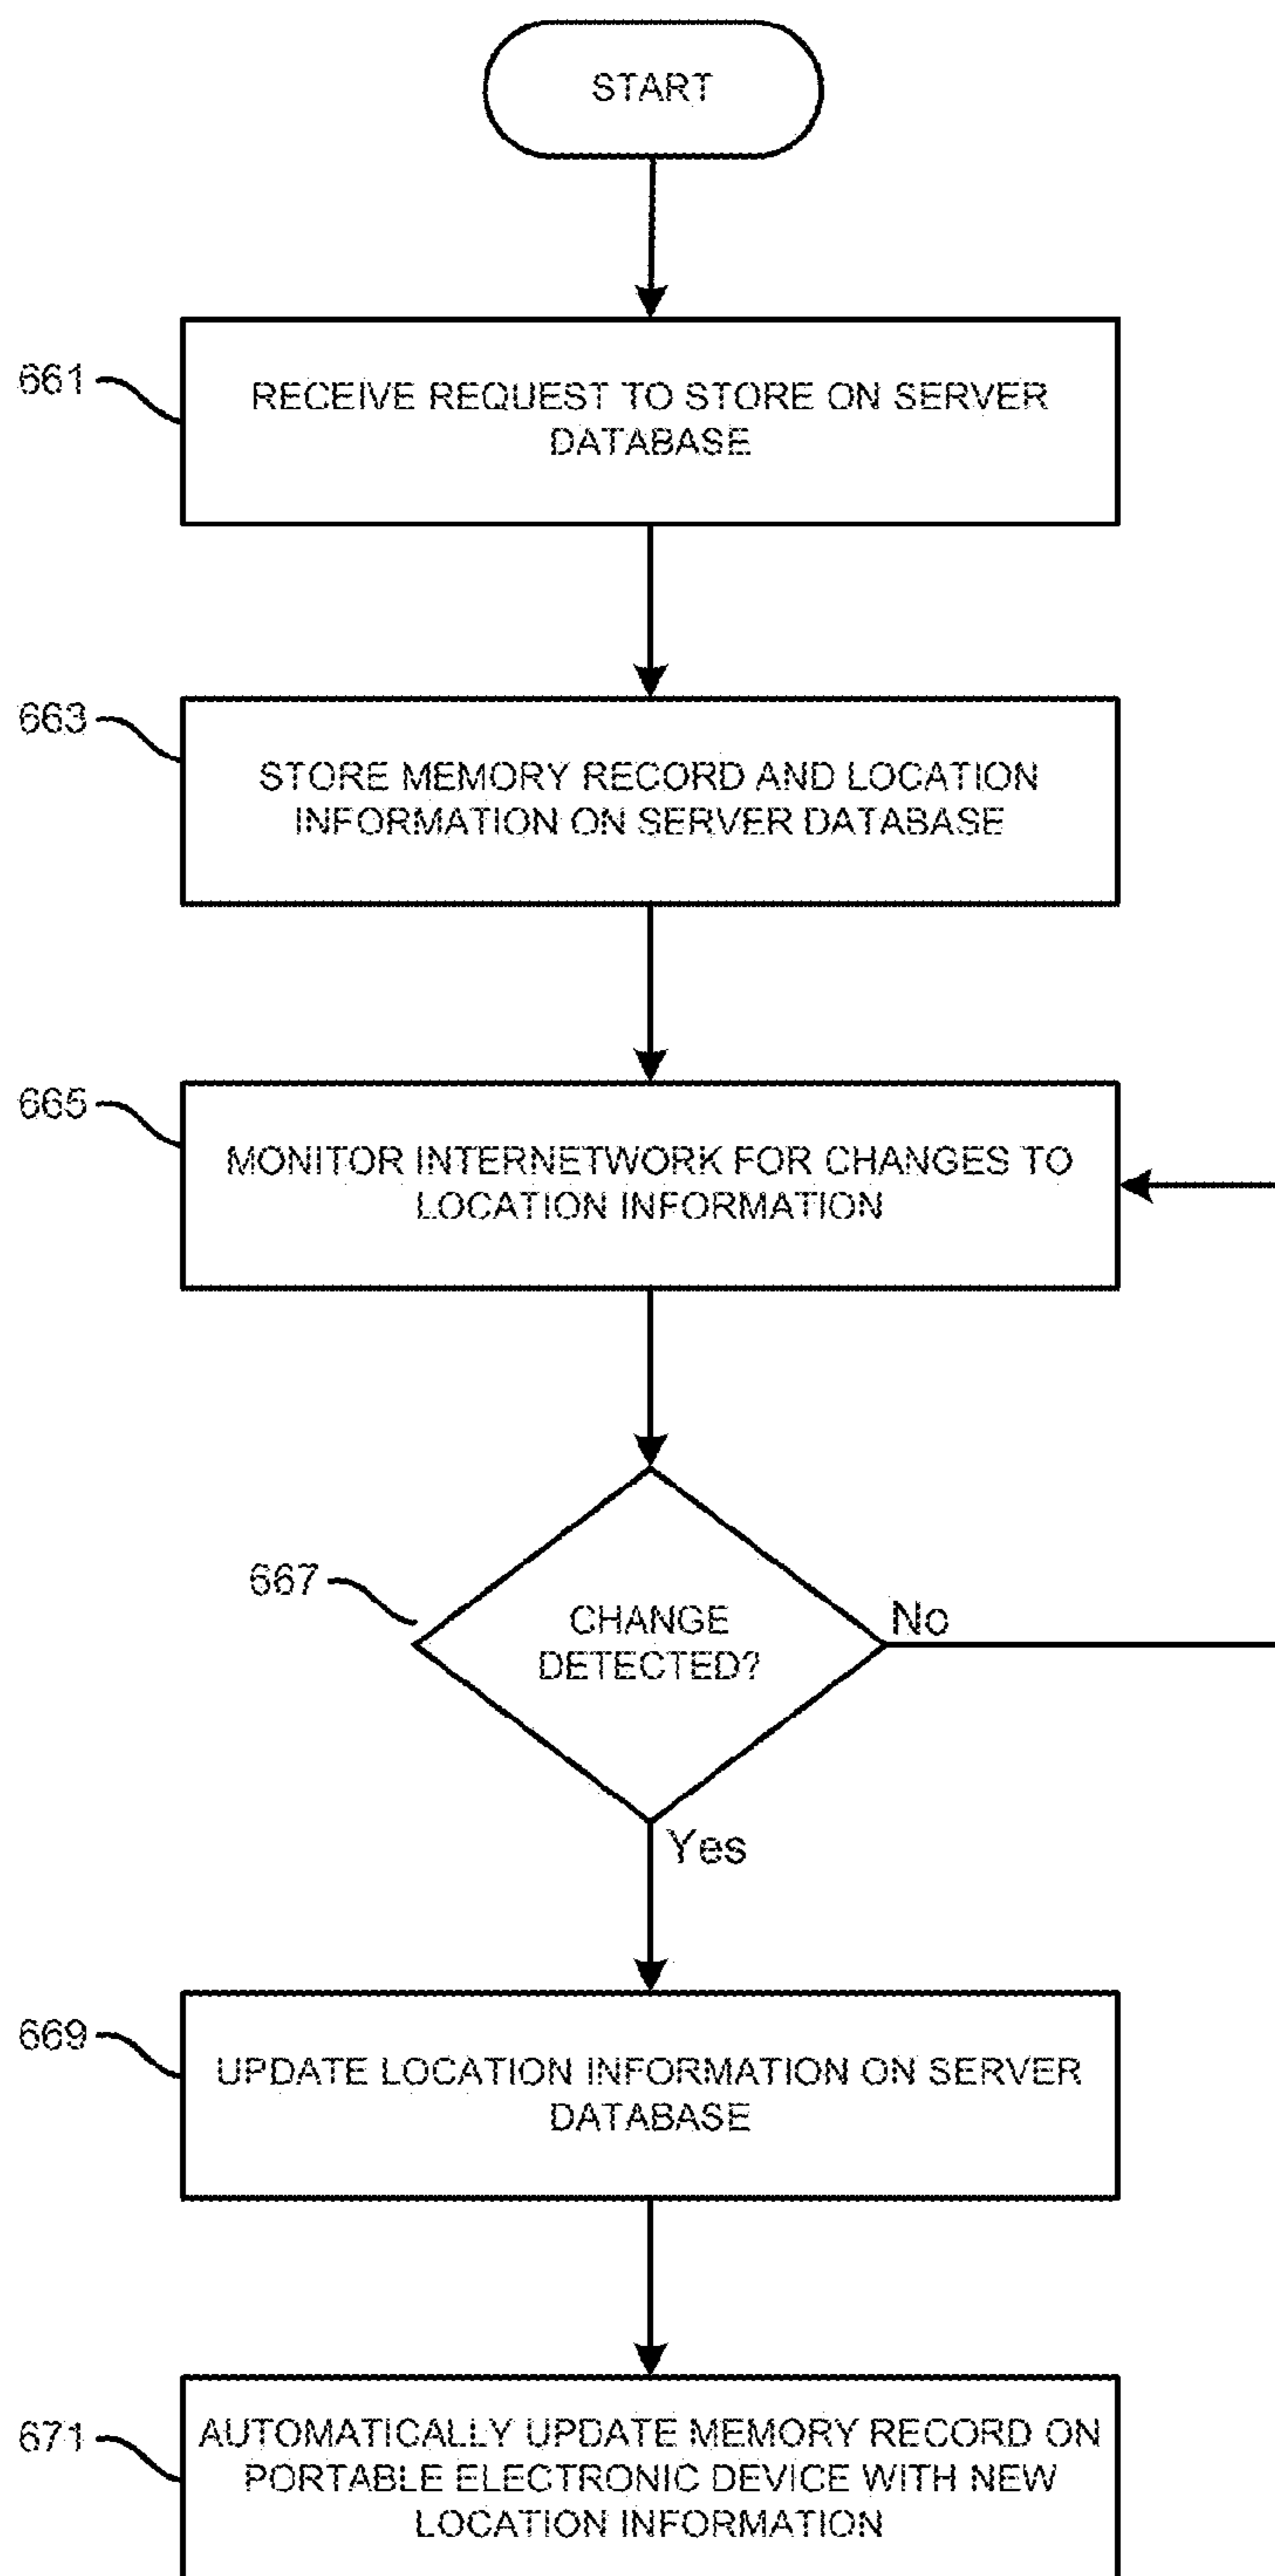 START
661
RECEIVE REQUEST TO STORE ON SERVER
DATABASE
663
STORE MEMORY RECORD AND LOCATION
INFORMATION ON SERVER DATABASE
665
MONITOR INTERNETWORK FOR CHANGES TO
LOCATION INFORMATION
667
CHANGE
DETECTED?
No
Yes
669
UPDATE LOCATION INFORMATION ON SERVER
DATABASE
671
AUTOMATICALLY UPDATE MEMORY RECORD ON
PORTABLE ELECTRONIC DEVICE WITH NEW
LOCATION INFORMATION